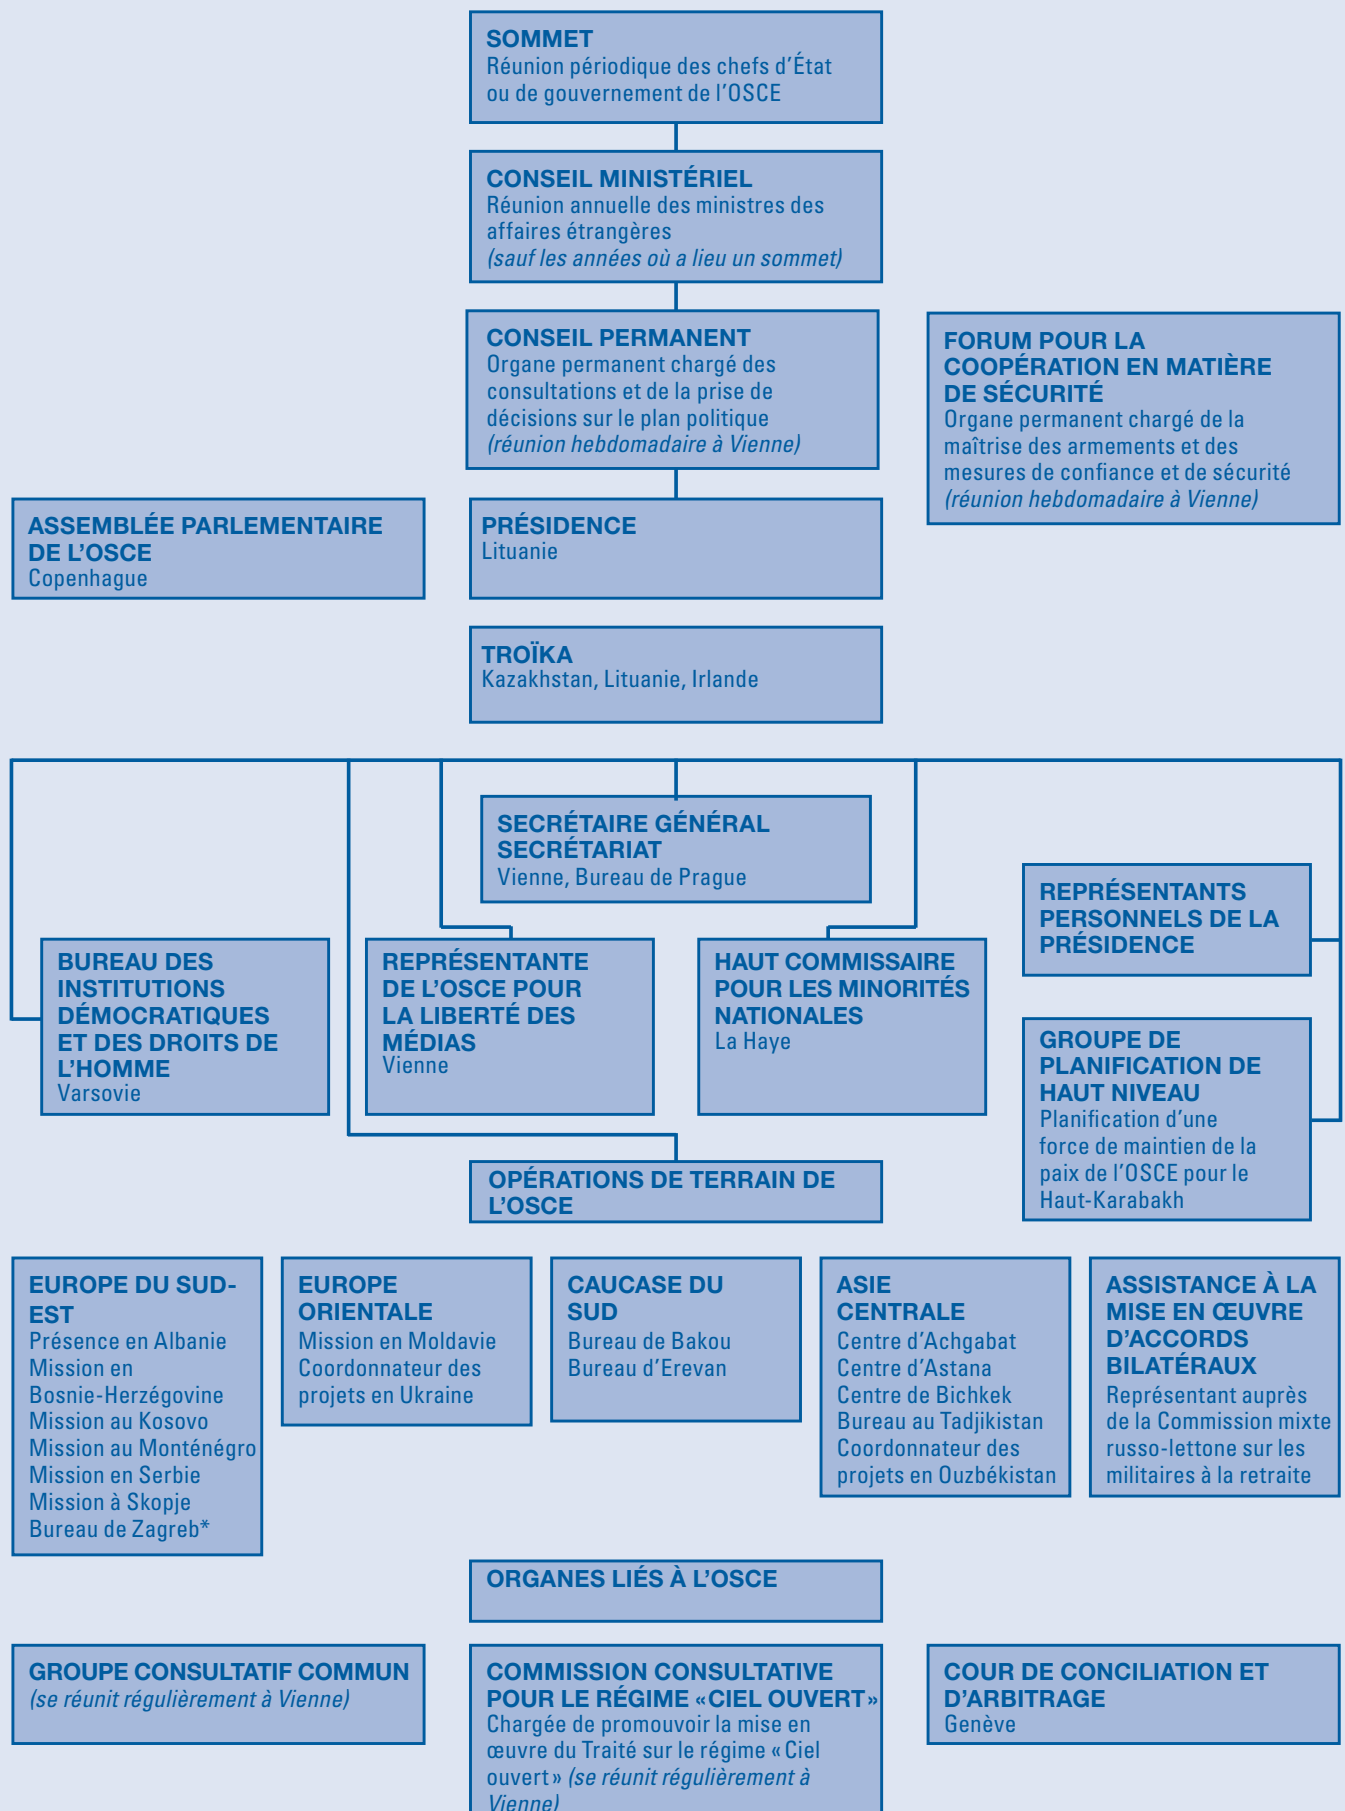 SOMMET
Réunion périodique des chefs d’État
ou de gouvernement de l’OSCE
CONSEIL MINISTÉRIEL
Réunion annuelle des ministres des
affaires étrangères
(sauf les années où a lieu un sommet)
CONSEIL PERMANENT
Organe permanent chargé des
consultations et de la prise de
décisions sur le plan politique
(réunion hebdomadaire à Vienne)
FORUM POUR LA
COOPÉRATION EN MATIÈRE
DE SÉCURITÉ
Organe permanent chargé de la
maîtrise des armements et des
mesures de confiance et de sécurité
(réunion hebdomadaire à Vienne)
ASSEMBLÉE PARLEMENTAIRE
DE L’OSCE
Copenhague
PRÉSIDENCE
Lituanie
TROÏKA
Kazakhstan, Lituanie, Irlande
SECRÉTAIRE GÉNÉRAL
SECRÉTARIAT
Vienne, Bureau de Prague
REPRÉSENTANTS
PERSONNELS DE LA
PRÉSIDENCE
BUREAU DES
INSTITUTIONS
DÉMOCRATIQUES
ET DES DROITS DE
L’HOMME
Varsovie
REPRÉSENTANTE
DE L’OSCE POUR
LA LIBERTÉ DES
MÉDIAS
Vienne
HAUT COMMISSAIRE
POUR LES MINORITÉS
NATIONALES
La Haye
GROUPE DE
PLANIFICATION DE
HAUT NIVEAU
Planification d’une
force de maintien de la
paix de l’OSCE pour le
Haut-Karabakh
OPÉRATIONS DE TERRAIN DE
L’OSCE
EUROPE DU SUD-
EST
Présence en Albanie
Mission en
Bosnie-Herzégovine
Mission au Kosovo
Mission au Monténégro
Mission en Serbie
Mission à Skopje
Bureau de Zagreb*
EUROPE
ORIENTALE
Mission en Moldavie
Coordonnateur des
projets en Ukraine
CAUCASE DU
SUD
Bureau de Bakou
Bureau d’Erevan
ASIE
CENTRALE
Centre d’Achgabat
Centre d’Astana
Centre de Bichkek
Bureau au Tadjikistan
Coordonnateur des
projets en Ouzbékistan
ASSISTANCE À LA
MISE EN ŒUVRE
D’ACCORDS
BILATÉRAUX
Représentant auprès
de la Commission mixte
russo-lettone sur les
militaires à la retraite
ORGANES LIÉS À L’OSCE
GROUPE CONSULTATIF COMMUN
(se réunit régulièrement à Vienne)
COMMISSION CONSULTATIVE
POUR LE RÉGIME «CIEL OUVERT»
Chargée de promouvoir la mise en
œuvre du Traité sur le régime «Ciel
ouvert» (se réunit régulièrement à
Vienne)
COUR DE CONCILIATION ET
D’ARBITRAGE
Genève